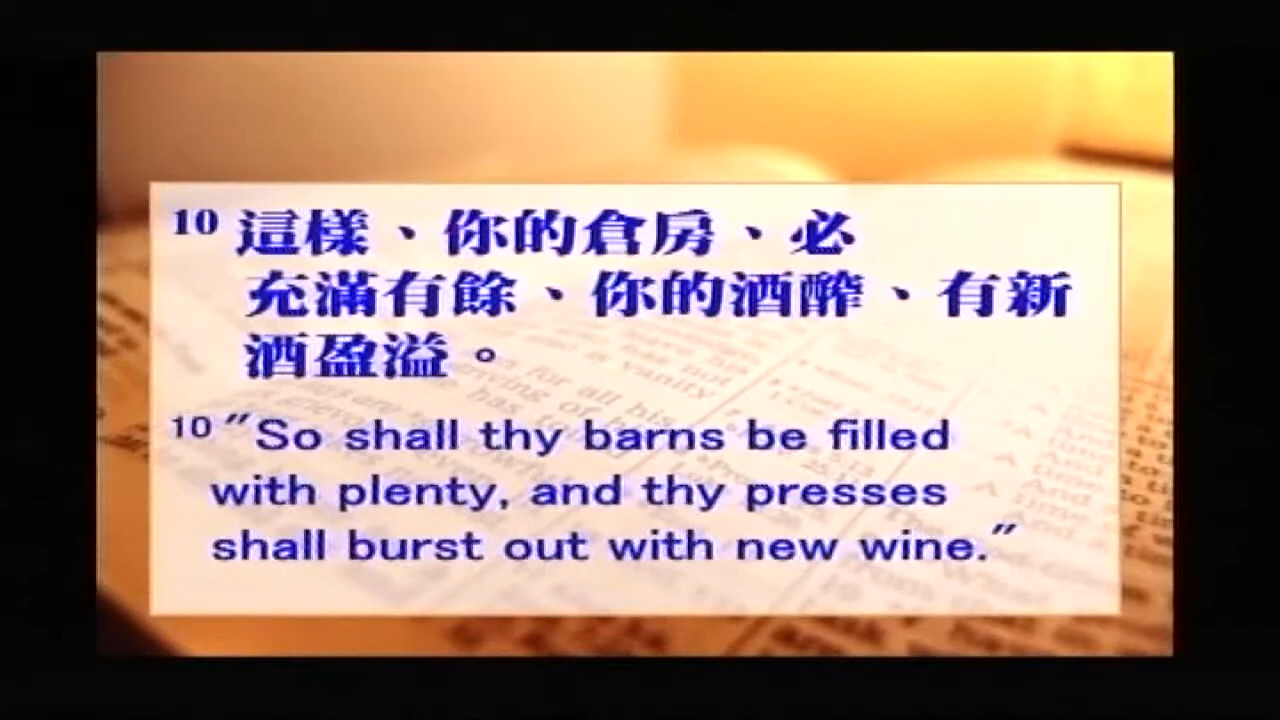 10 這樣、你的倉房、必
充滿有餘、你的酒醡、有新
酒盈溢。
10 "So shall thy barns be filled
with plenty, and thy presses
shall burst out with new wine."